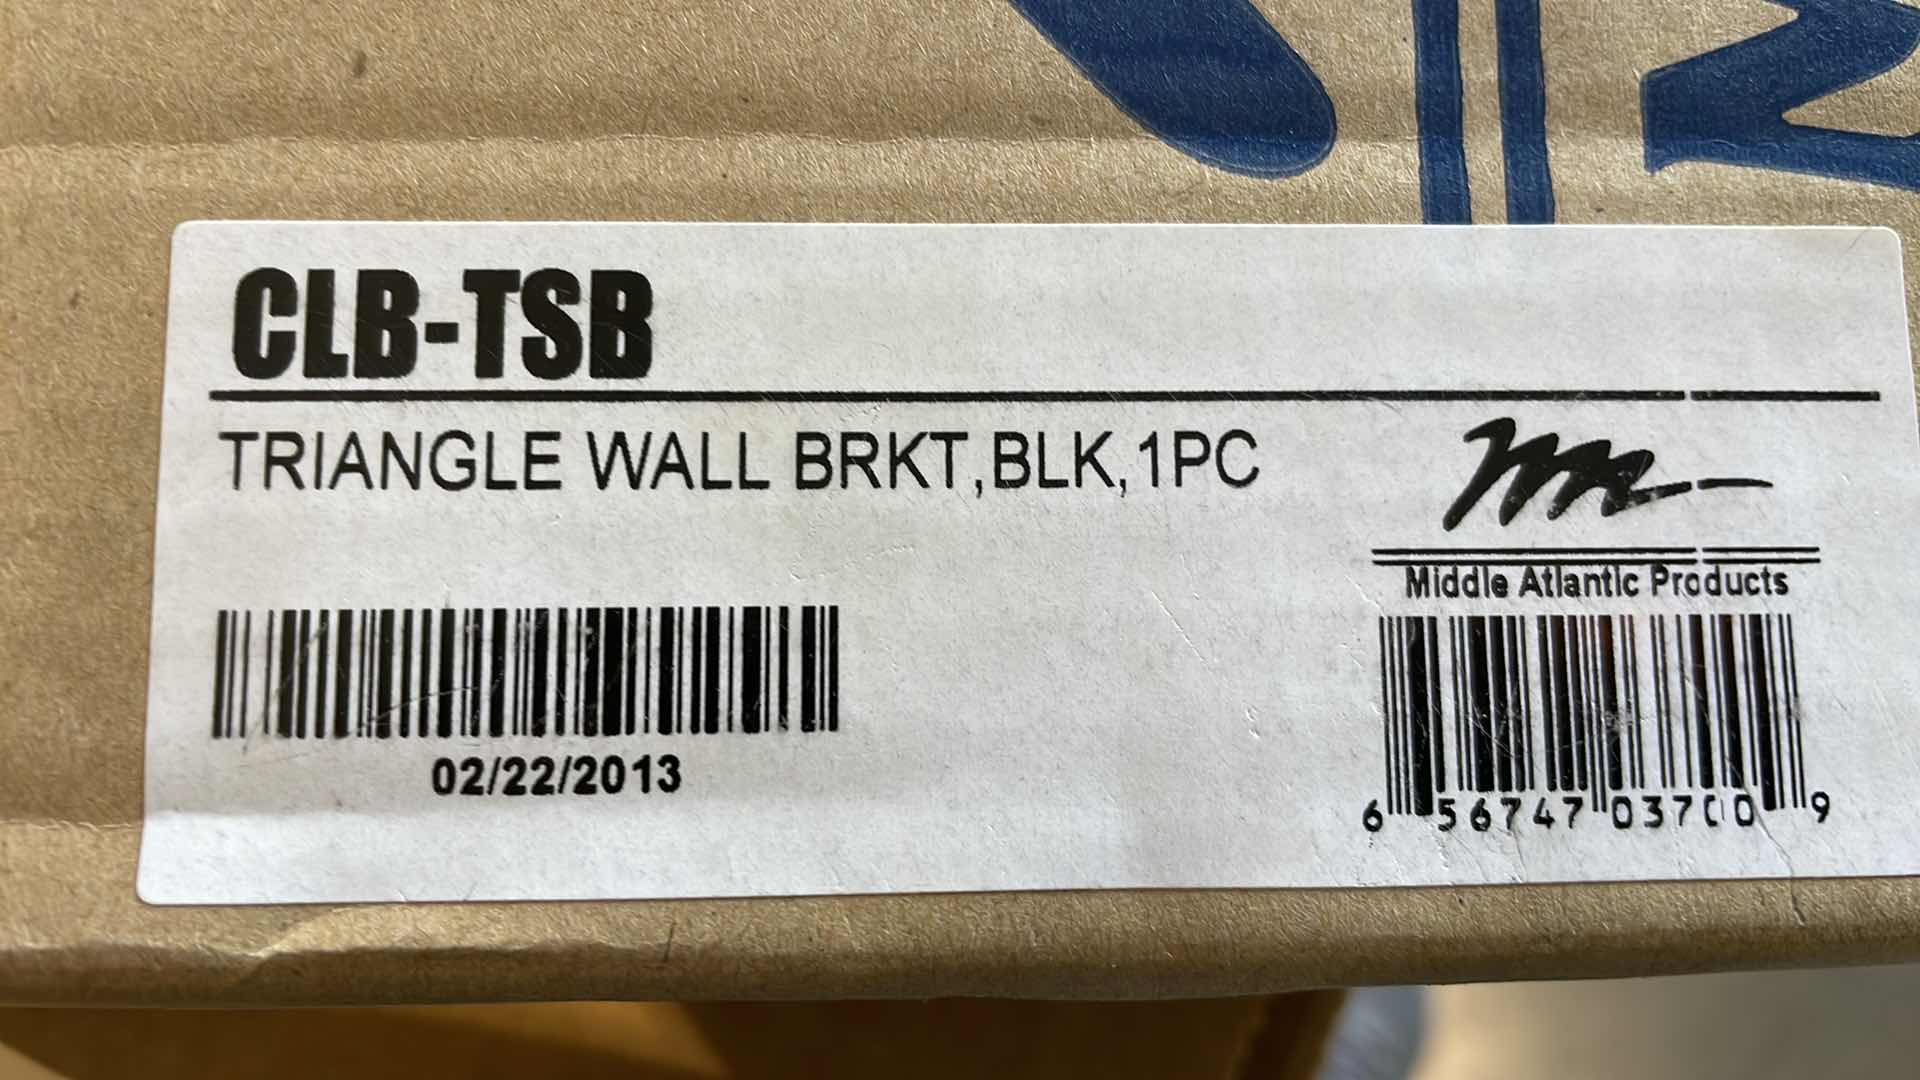 CLB-TSB
TRIANGLE WALL BRKT,BLK,1PC
Middle Atlantic Products
02/22/2013
6 56747 03700 9